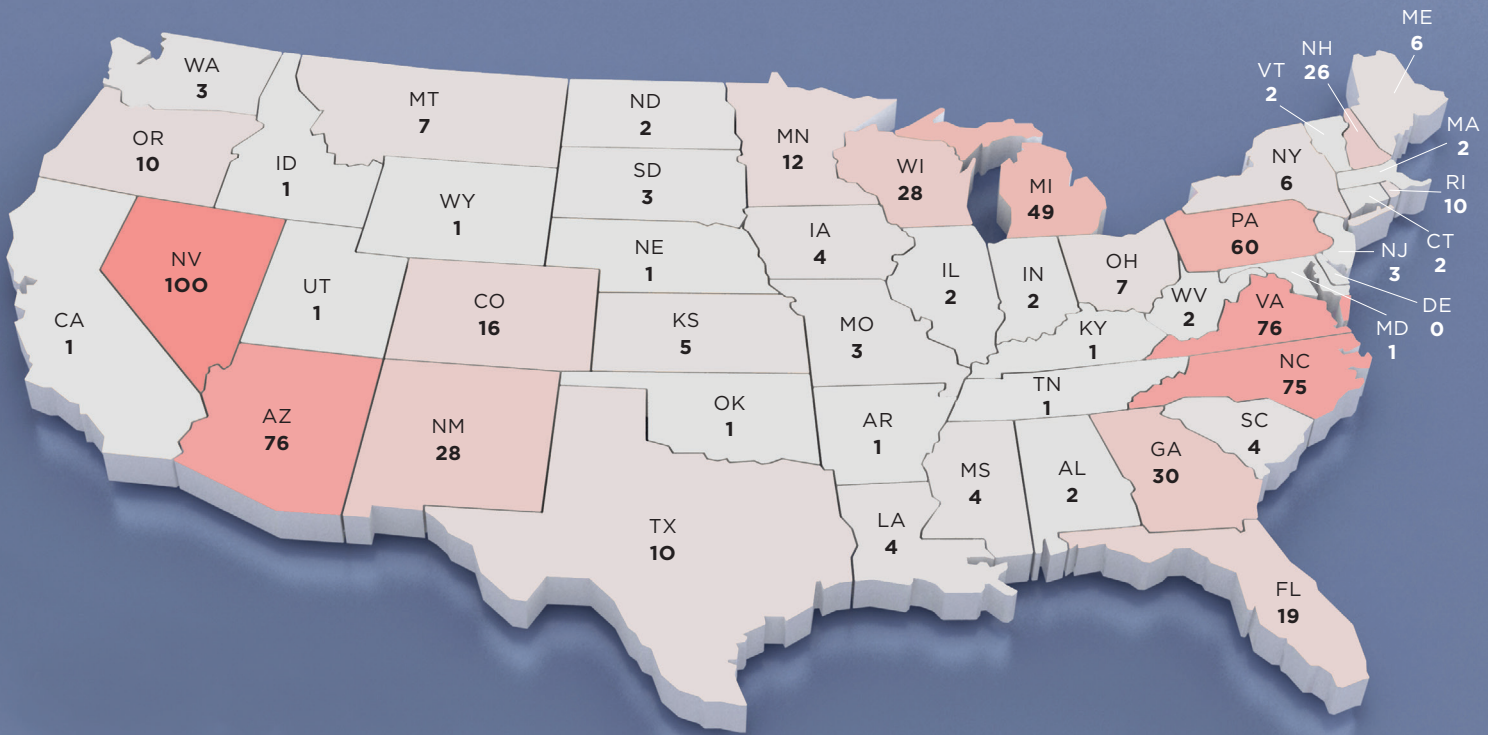 ME
6
NH
26
VT
2
WA
3
MT
7
ND
2
MN
12
MA
2
OR
10
ID
1
SD
3
WI
28
MI
49
NY
6
RI
10
WY
1
IA
4
PA
60
NV
100
NE
1
IL
2
IN
2
OH
7
NJ
3
CT
2
UT
1
CO
16
WV
2
VA
76
DE
0
CA
1
KS
5
MO
3
KY
1
MD
1
NC
75
AZ
76
NM
28
OK
1
TN
1
AR
1
SC
4
GA
30
MS
4
AL
2
TX
10
LA
4
FL
19